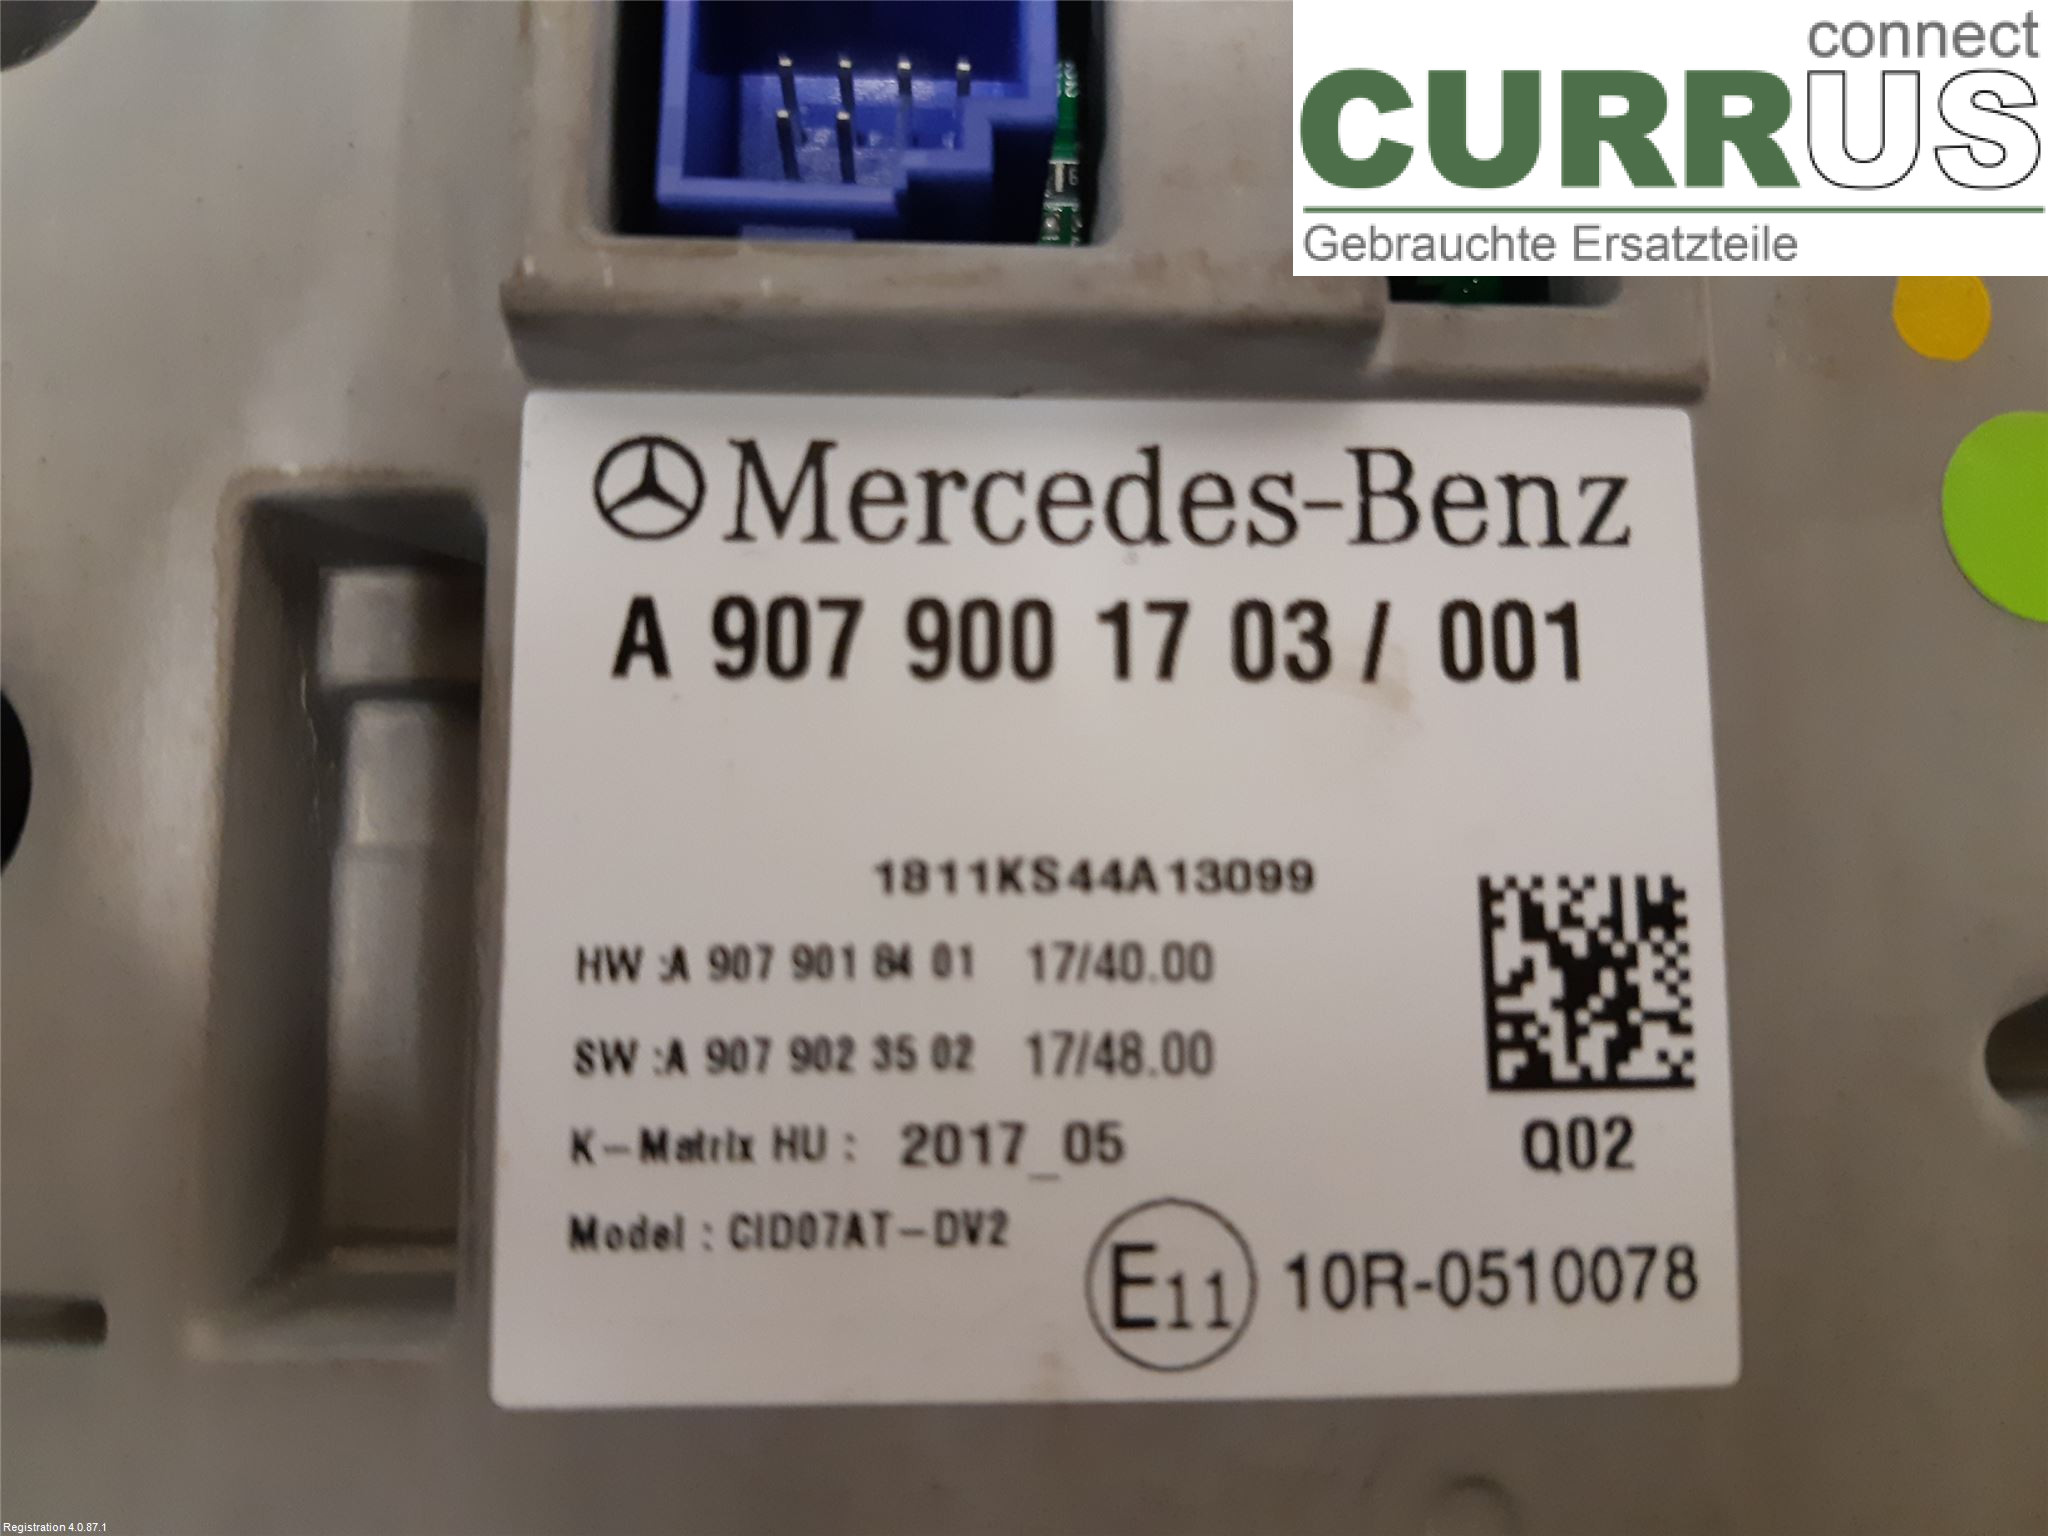 connect
CURRUS
Gebrauchte Ersatzteile
Mercedes-Benz
A 907 900 17 03 / 001
1811KS44A13099
HW :A 907 901 84 01 17/40.00
SW :A 907 902 35 02 17/48.00
K-Matrix HU : 2017_05
Q02
Model : CID07AT-DV2
E11 10R-0510078
Registration 4.0.87.1